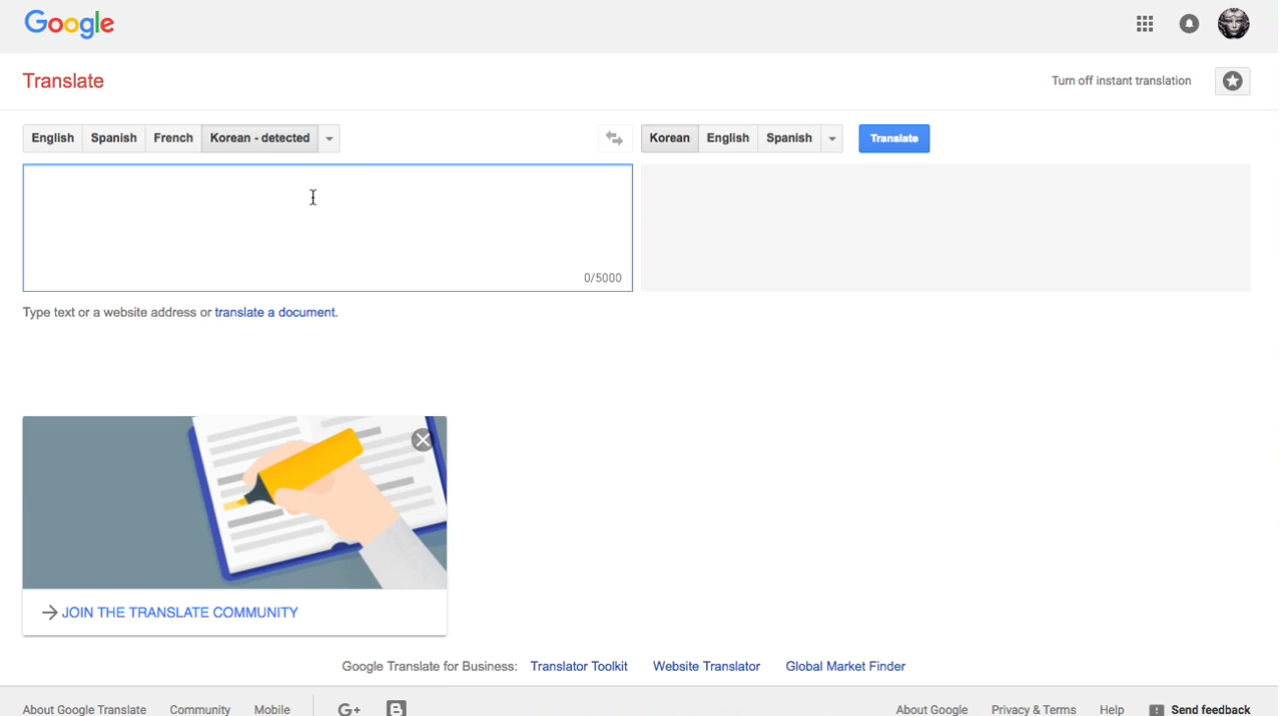 Google
Translate
Turn off instant translation
English Spanish French Korean - detected
Korean English Spanish Translate
0/5000
Type text or a website address or translate a document.
JOIN THE TRANSLATE COMMUNITY
Google Translate for Business: Translator Toolkit Website Translator Global Market Finder
About Google Translate Community Mobile G+ B About Google Privacy & Terms Help Send feedback